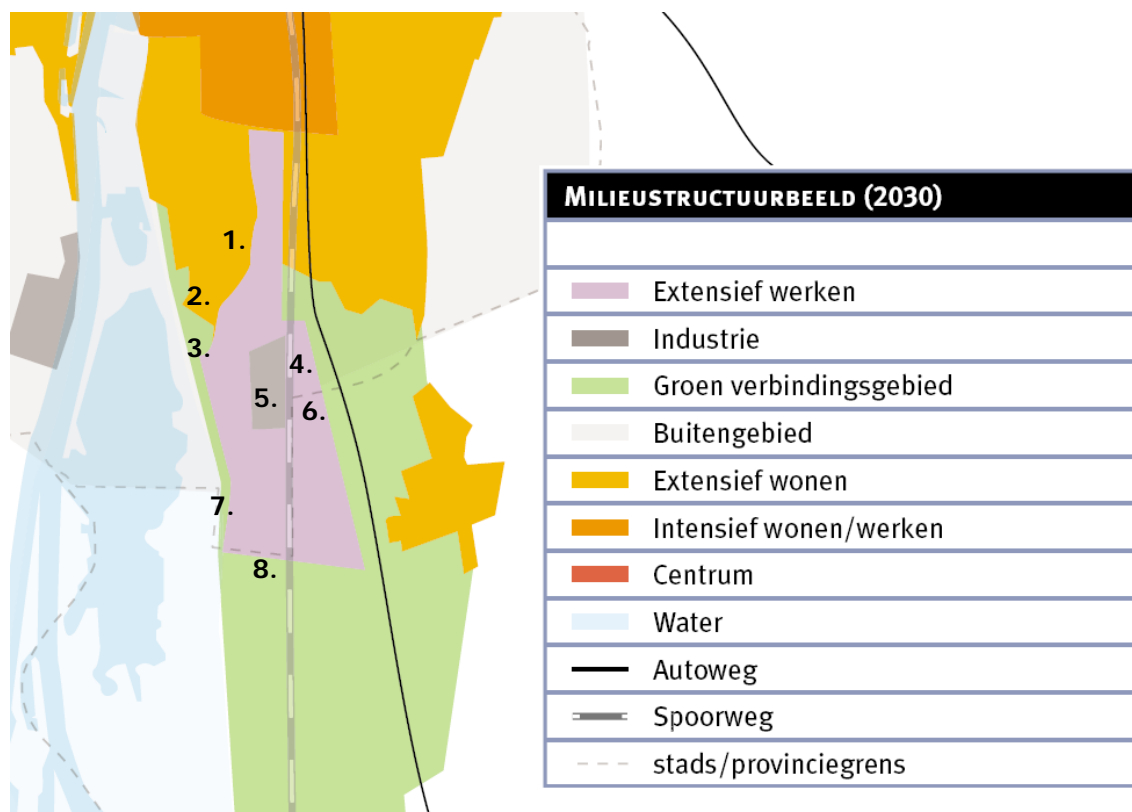 1.
2.
3.
4.
5.
6.
7.
8.
MILIEUSTRUCTUURBEELD (2030)
Extensief werken
Industrie
Groen verbindingsgebied
Buitengebied
Extensief wonen
Intensief wonen/werken
Centrum
Water
Autoweg
Spoorweg
stads/provinciegrens